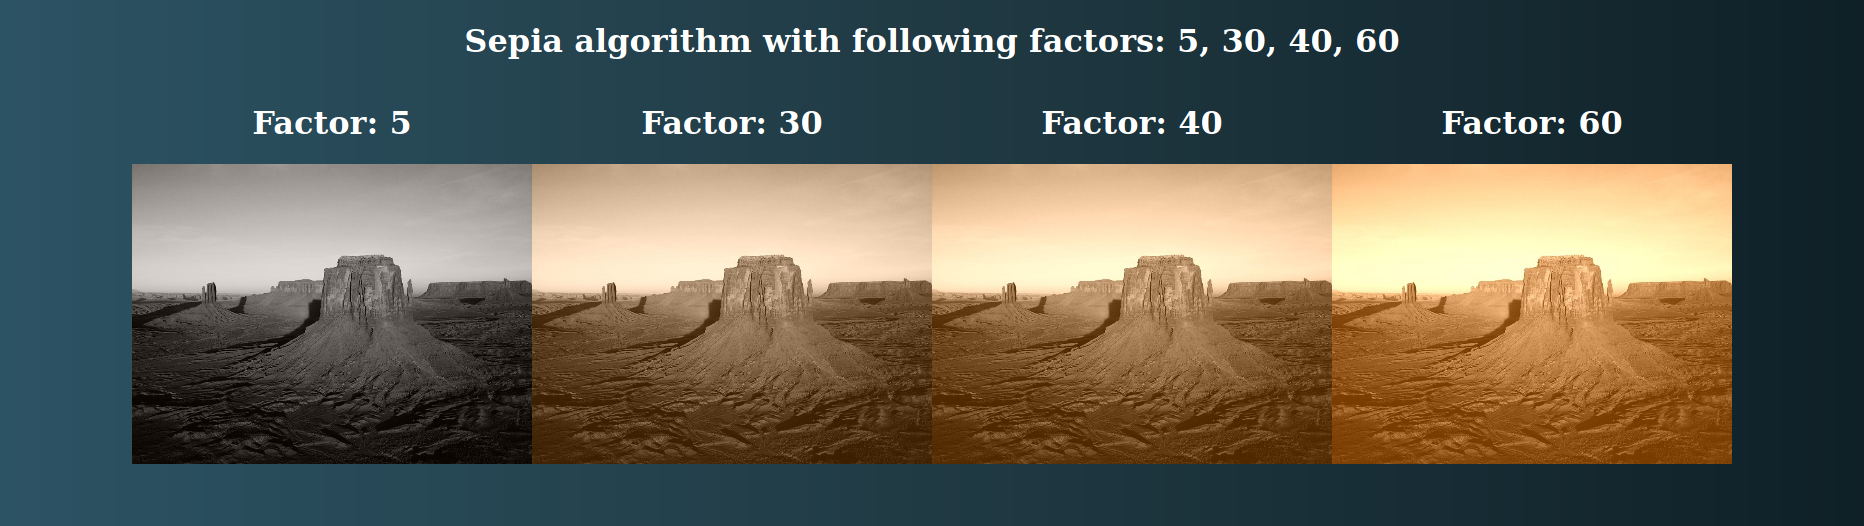 Sepia algorithm with following factors: 5, 30, 40, 60
Factor: 5
Factor: 30
Factor: 40
Factor: 60